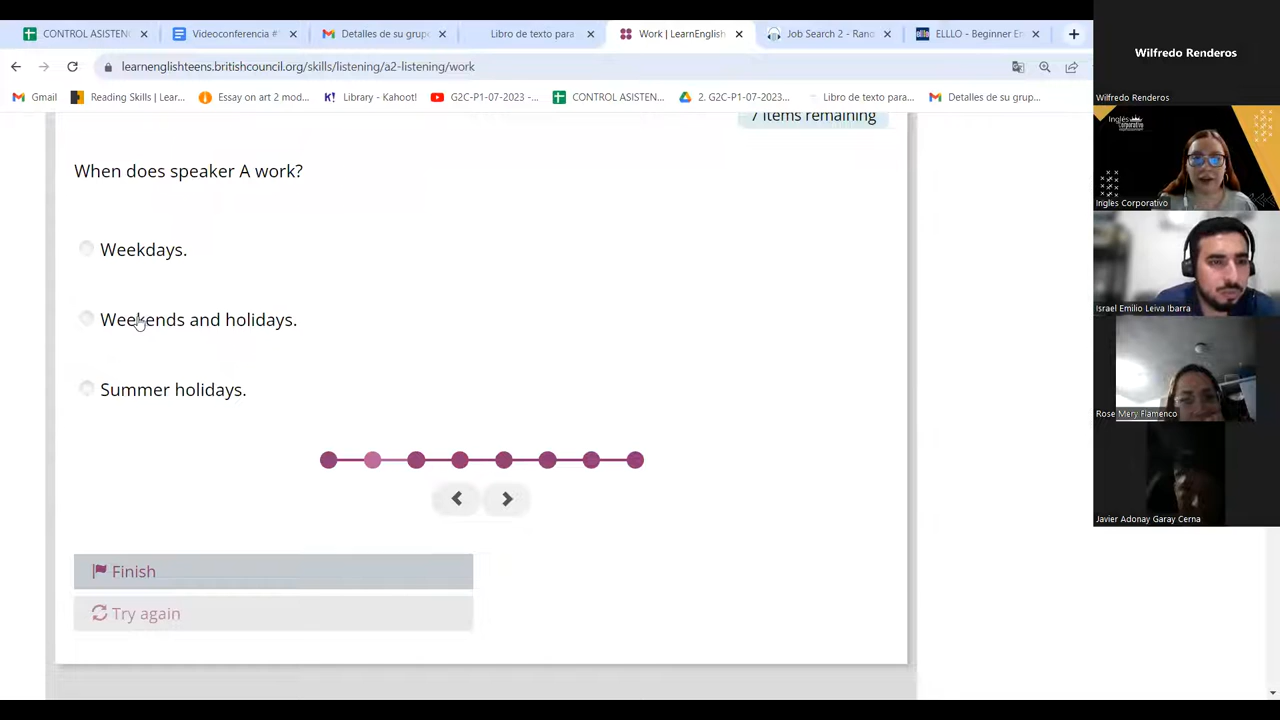 CONTROL ASISTEN
Videoconferencia #
Detalles de su grup
Libro de texto para
Work | LearnEnglish
Job Search 2 - Ran
ELLLO - Beginner En
learnenglishteens.britishcouncil.org/skills/listening/a2-listening/work
Gmail
Reading Skills | Lear...
Essay on art 2 mod...
Library - Kahoot!
G2C-P1-07-2023 -...
CONTROL ASISTEN...
2. G2C-P1-07-2023...
Libro de texto para...
Detalles de su grup...
7 items remaining
When does speaker A work?
Weekdays.
Weekends and holidays.
Summer holidays.
Finish
Try again
Wilfredo Renderos
Wilfredo Renderos
Inglés
Corporativo
Ingles Corporativo
Israel Emilio Leiva Ibarra
Rose Mery Flamenco
Javier Adonay Garay Cerna